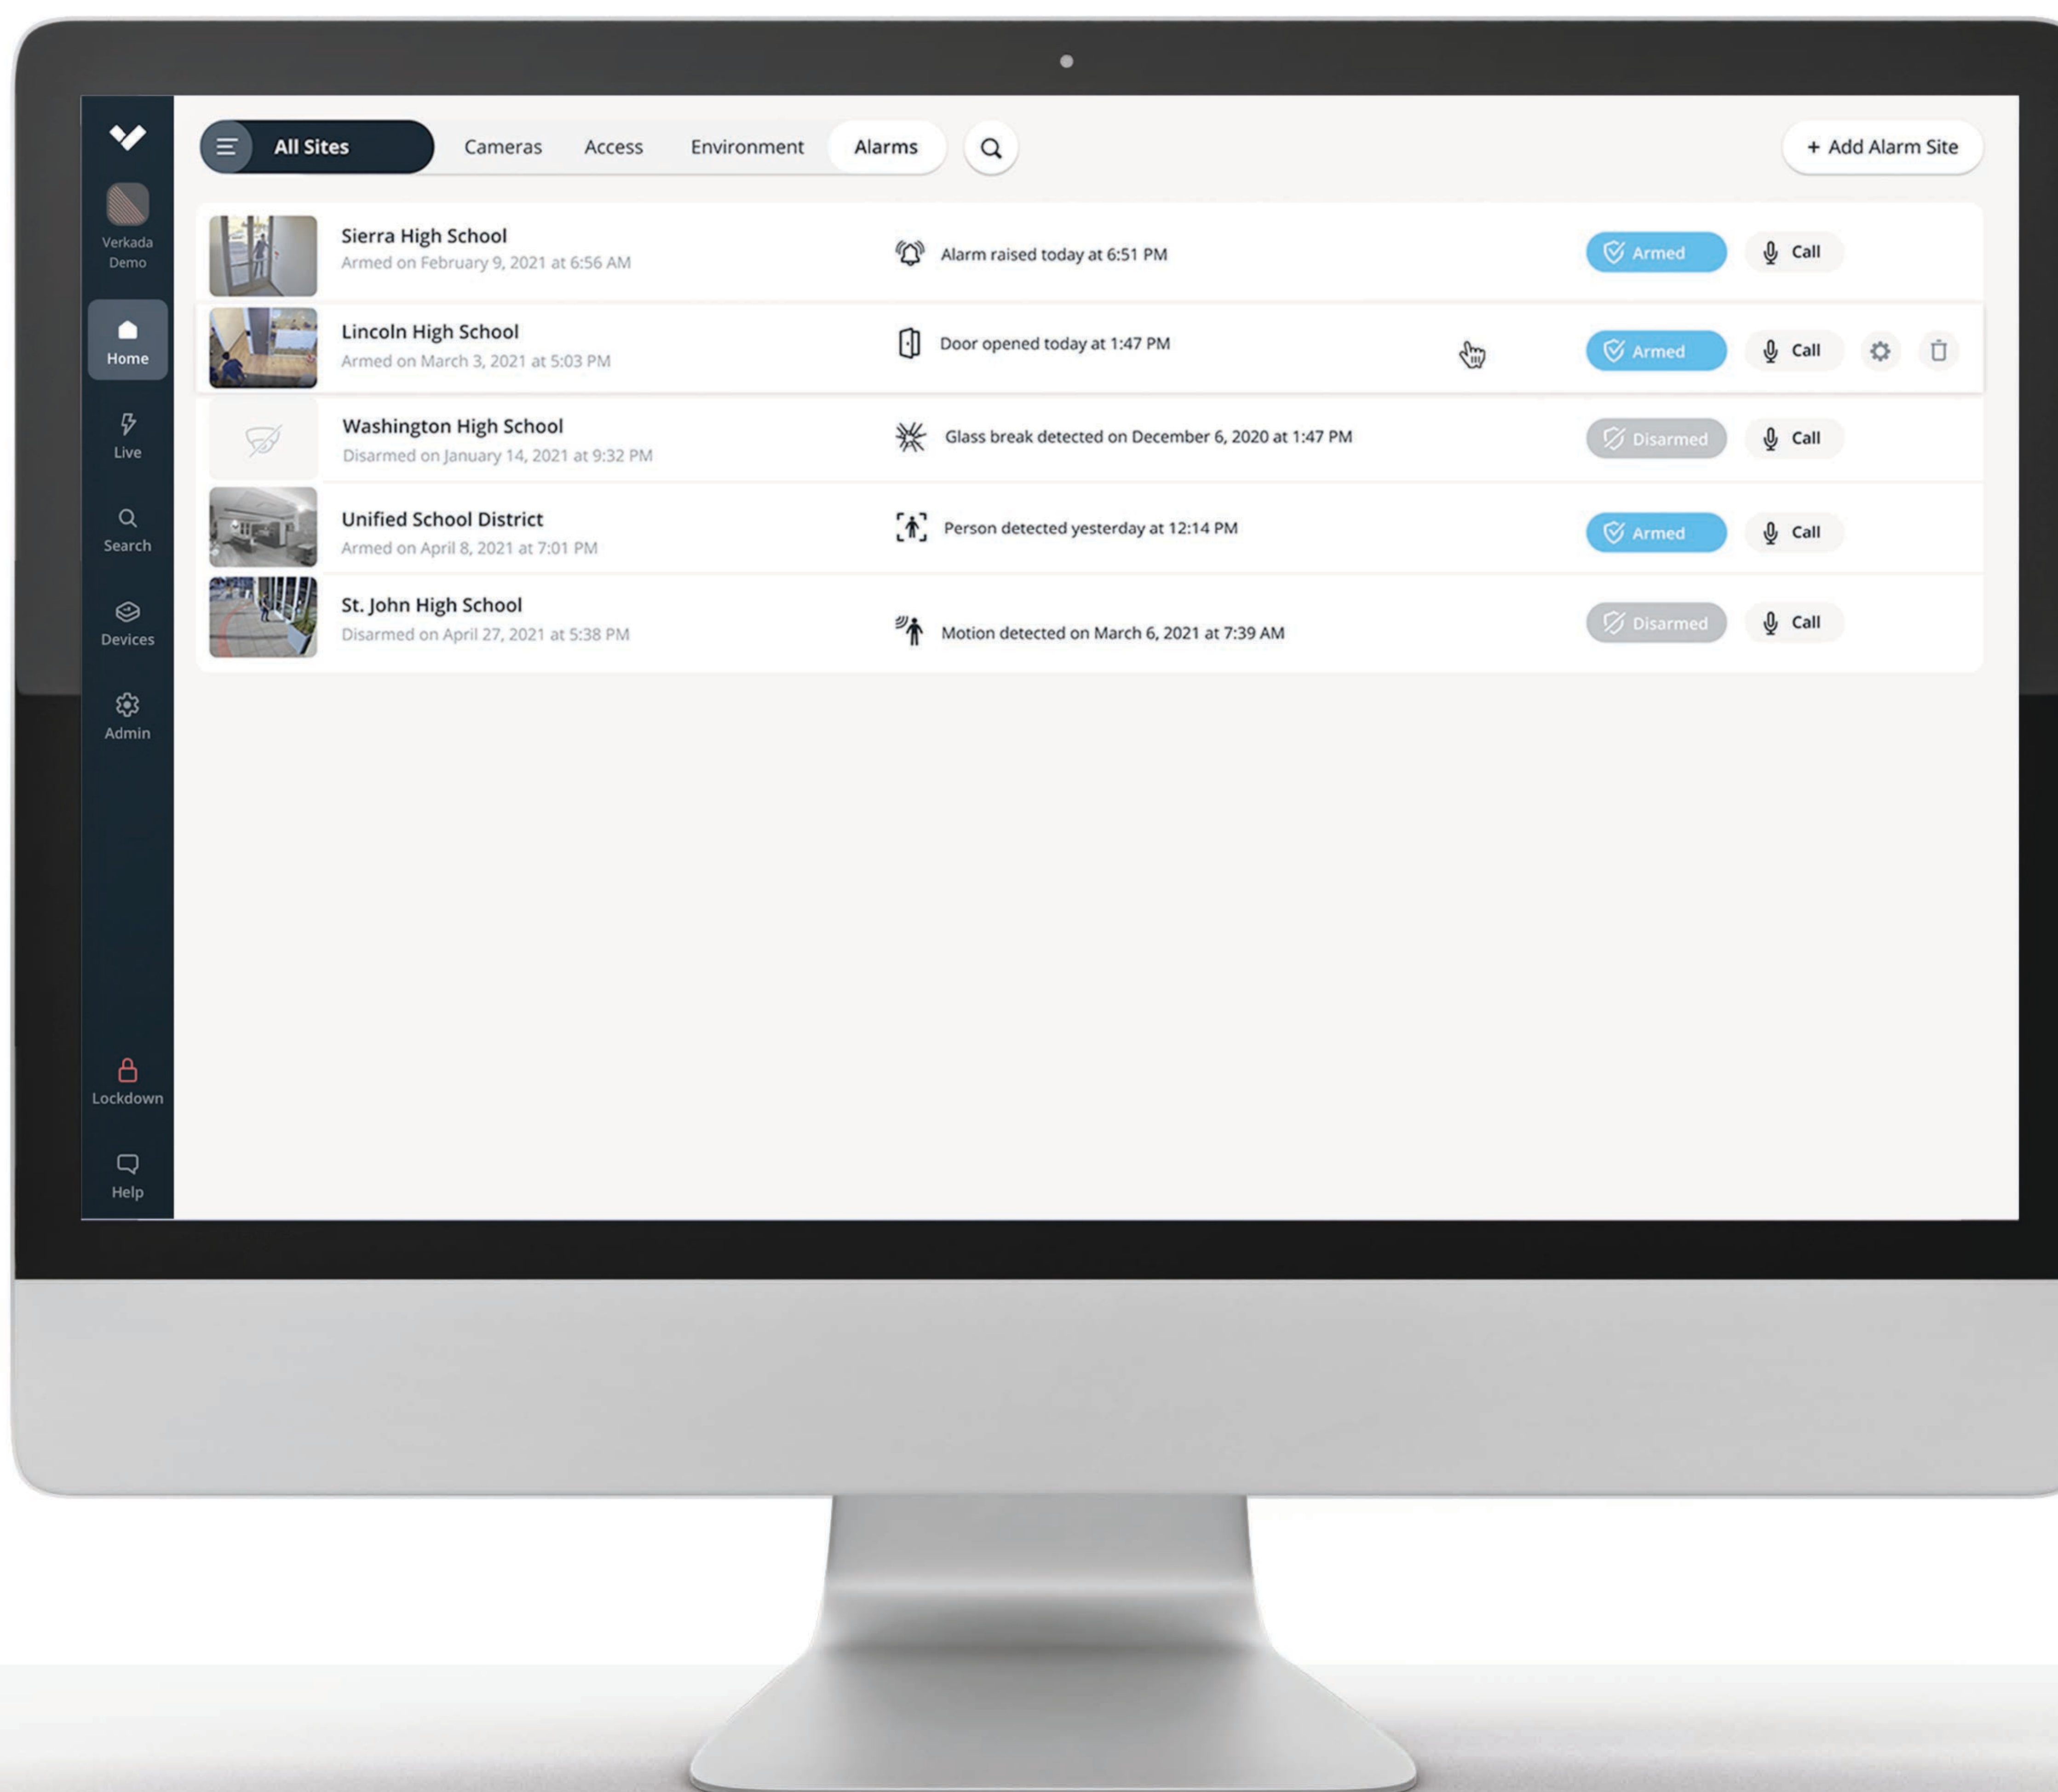 All Sites
Cameras
Access
Environment
Alarms
+ Add Alarm Site
Verkada
Demo
Home
Live
Search
Devices
Admin
Lockdown
Help
Sierra High School
Armed on February 9, 2021 at 6:56 AM
Alarm raised today at 6:51 PM
Armed
Call
Lincoln High School
Armed on March 3, 2021 at 5:03 PM
Door opened today at 1:47 PM
Armed
Call
Washington High School
Disarmed on January 14, 2021 at 9:32 PM
Glass break detected on December 6, 2020 at 1:47 PM
Disarmed
Call
Unified School District
Armed on April 8, 2021 at 7:01 PM
Person detected yesterday at 12:14 PM
Armed
Call
St. John High School
Disarmed on April 27, 2021 at 5:38 PM
Motion detected on March 6, 2021 at 7:39 AM
Disarmed
Call